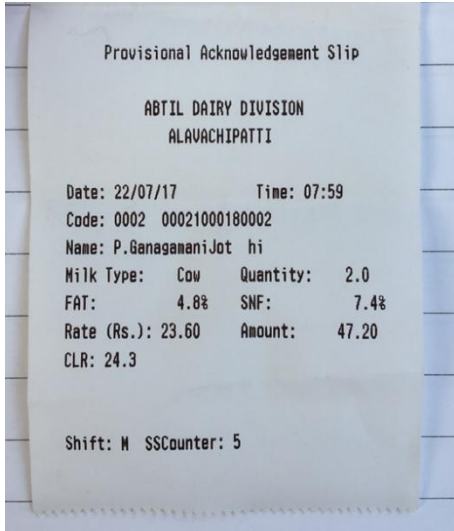 Provisional Acknowledgement Slip
ABTIL DAIRY DIVISION
ALAVACHIPATTI
Date: 22/07/17 Time: 07:59
Code: 0002 00021000180002
Name: P.GanagamaniJot hi
Milk Type: Cow Quantity: 2.0
FAT: 4.8% SNF: 7.4%
Rate (Rs.): 23.60 Amount: 47.20
CLR: 24.3
Shift: M SSCounter: 5